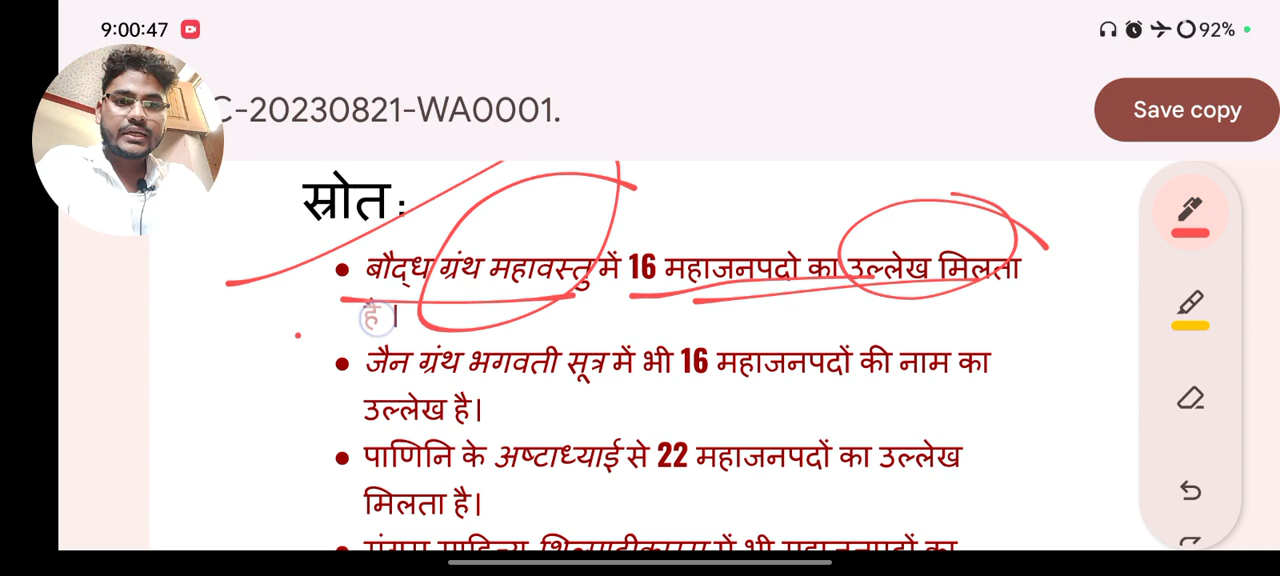 9:00:47
92%
C-20230821-WA0001.
Save copy
स्रोत:
● बौद्ध ग्रंथ महावस्तु में 16 महाजनपदो का उल्लेख मिलता
है।
● जैन ग्रंथ भगवती सूत्र में भी 16 महाजनपदों की नाम का
उल्लेख है।
● पाणिनि के अष्टाध्याई से 22 महाजनपदों का उल्लेख
मिलता है।